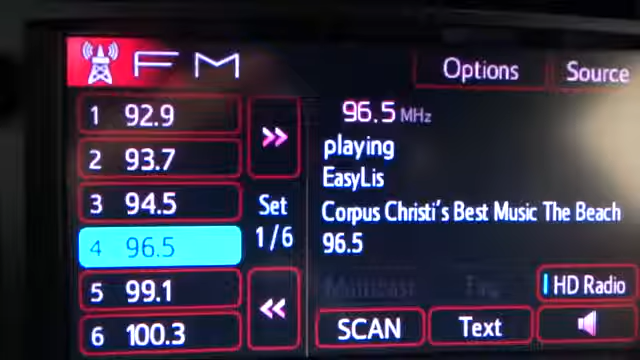 FM
Options
Source
1 92.9
2 93.7
3 94.5
4 96.5
5 99.1
6 100.3
>>
Set
1/6
<<
96.5 MHz
playing
EasyLis
Corpus Christi's Best Music The Beach
96.5
HD Radio
SCAN
Text